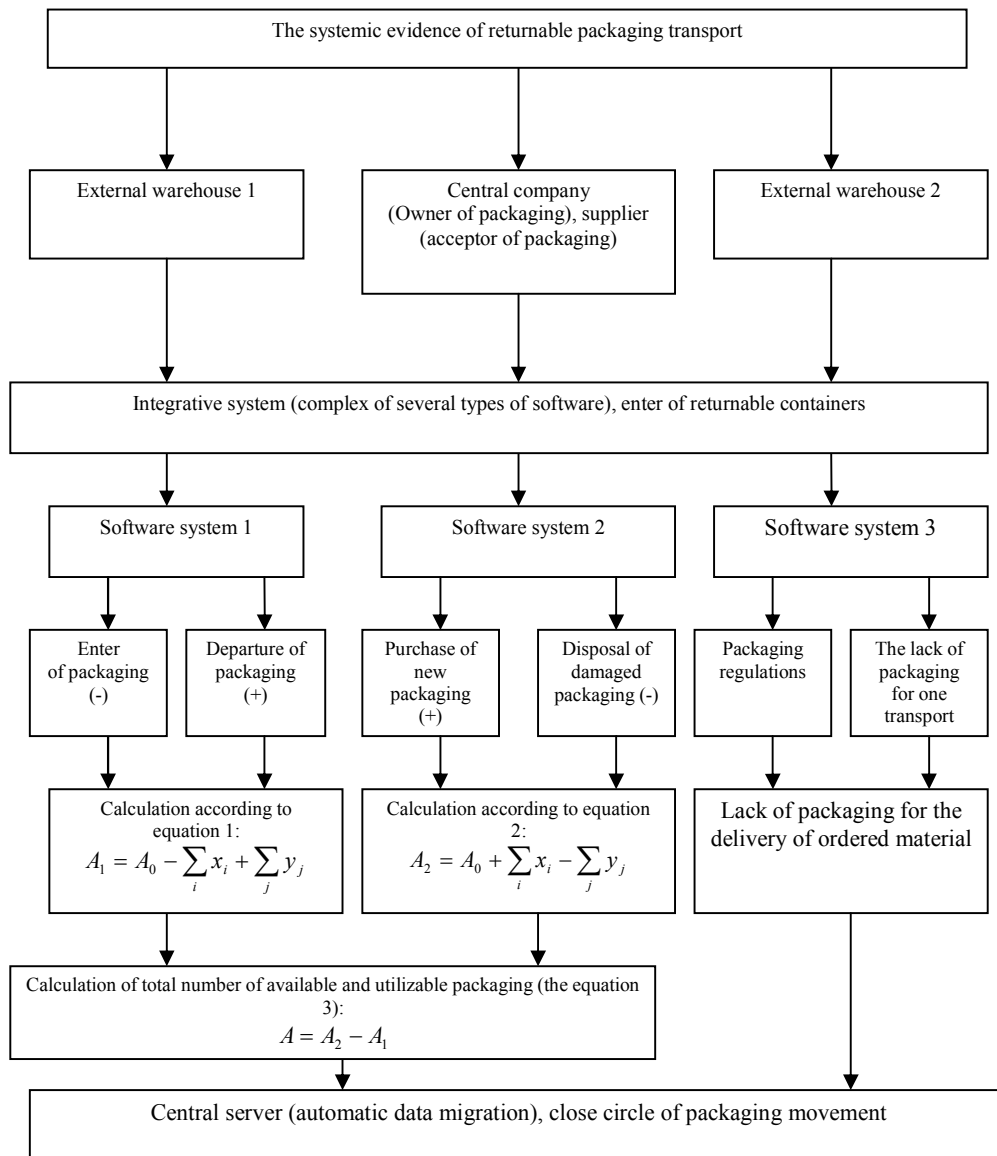 The systemic evidence of returnable packaging transport
External warehouse 1
Central company
(Owner of packaging), supplier
(acceptor of packaging)
External warehouse 2
Integrative system (complex of several types of software), enter of returnable containers
Software system 1
Software system 2
Software system 3
Enter
of packaging
(-)
Departure of
packaging
(+)
Purchase of
new
packaging
(+)
Disposal of
damaged
packaging (-)
Packaging
regulations
The lack of
packaging
for one
transport
Calculation according to
equation 1:
A₁ = A₀ − ∑ᵢ xᵢ + ∑ⱼ yⱼ
Calculation according to equation
2:
A₂ = A₀ + ∑ᵢ xᵢ − ∑ⱼ yⱼ
Lack of packaging for the
delivery of ordered material
Calculation of total number of available and utilizable packaging (the equation
3):
A = A₂ − A₁
Central server (automatic data migration), close circle of packaging movement